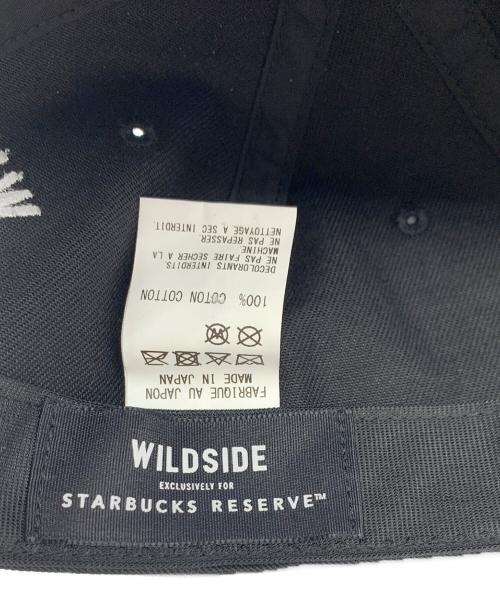 FABRIQUE AU JAPON
MADE IN JAPAN
100% COTON COTTON
DECOLORANTS INTERDITS.
NE PAS FAIRE SECHER A LA
MACHINE
NE PAS REPASSER
NETTOYAGE A SEC INTERDIT
WILDSIDE
EXCLUSIVELY FOR
STARBUCKS RESERVE™